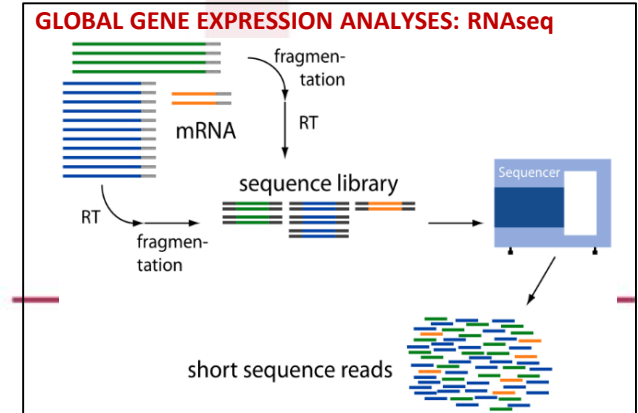 GLOBAL GENE EXPRESSION ANALYSES: RNAseq
fragmen-
tation
mRNA
RT
sequence library
Sequencer
RT
fragmen-
tation
short sequence reads